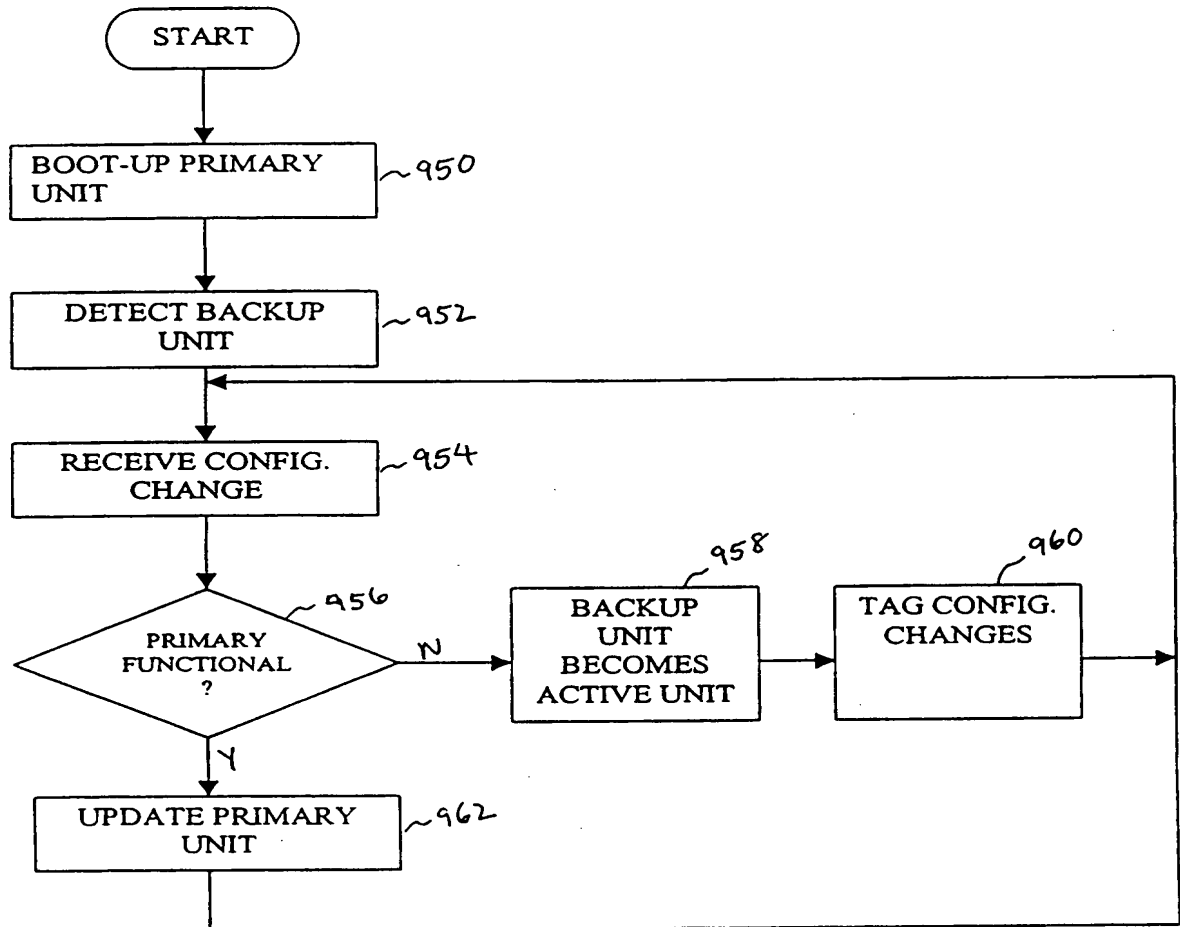 START
BOOT-UP PRIMARY
UNIT
950
DETECT BACKUP
UNIT
952
RECEIVE CONFIG.
CHANGE
954
PRIMARY
FUNCTIONAL
?
956
N
BACKUP
UNIT
BECOMES
ACTIVE UNIT
958
TAG CONFIG.
CHANGES
960
Y
UPDATE PRIMARY
UNIT
962